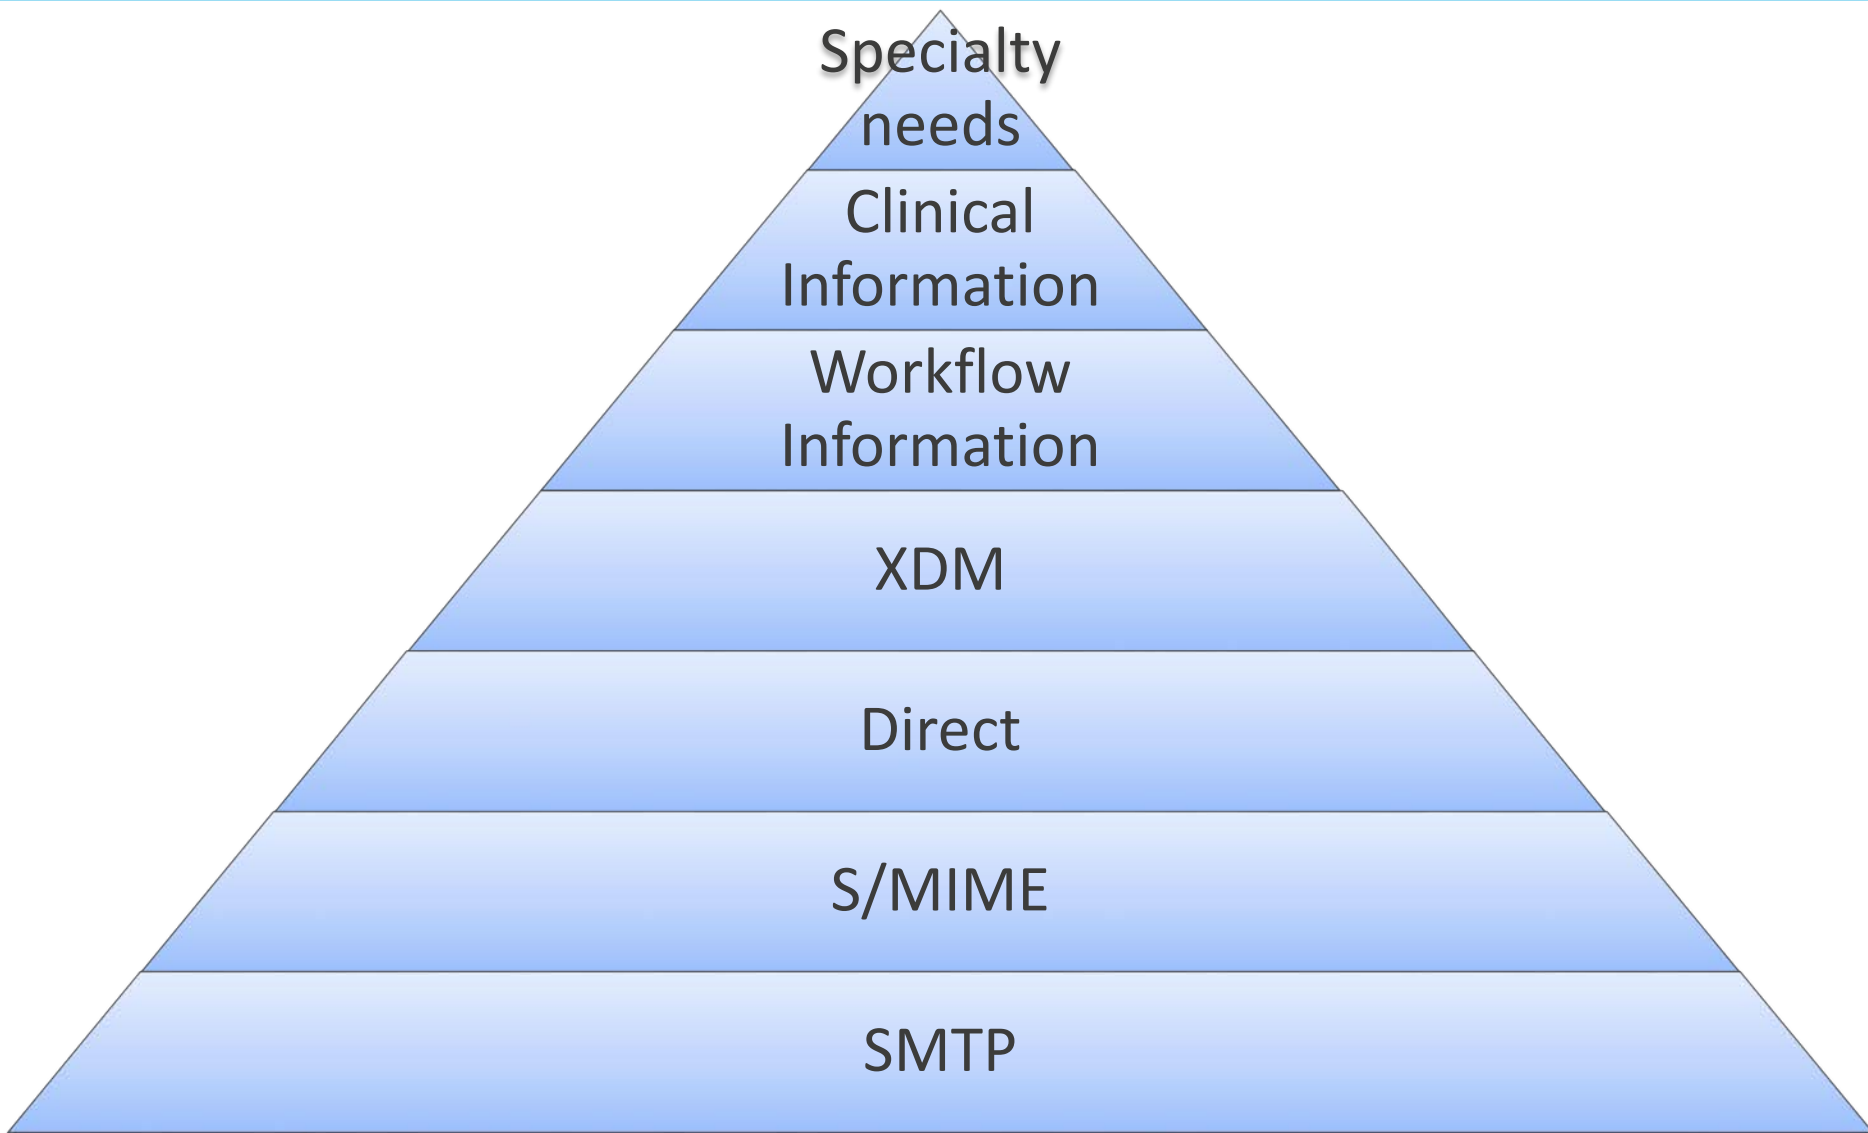 Specialty
needs
Clinical
Information
Workflow
Information
XDM
Direct
S/MIME
SMTP